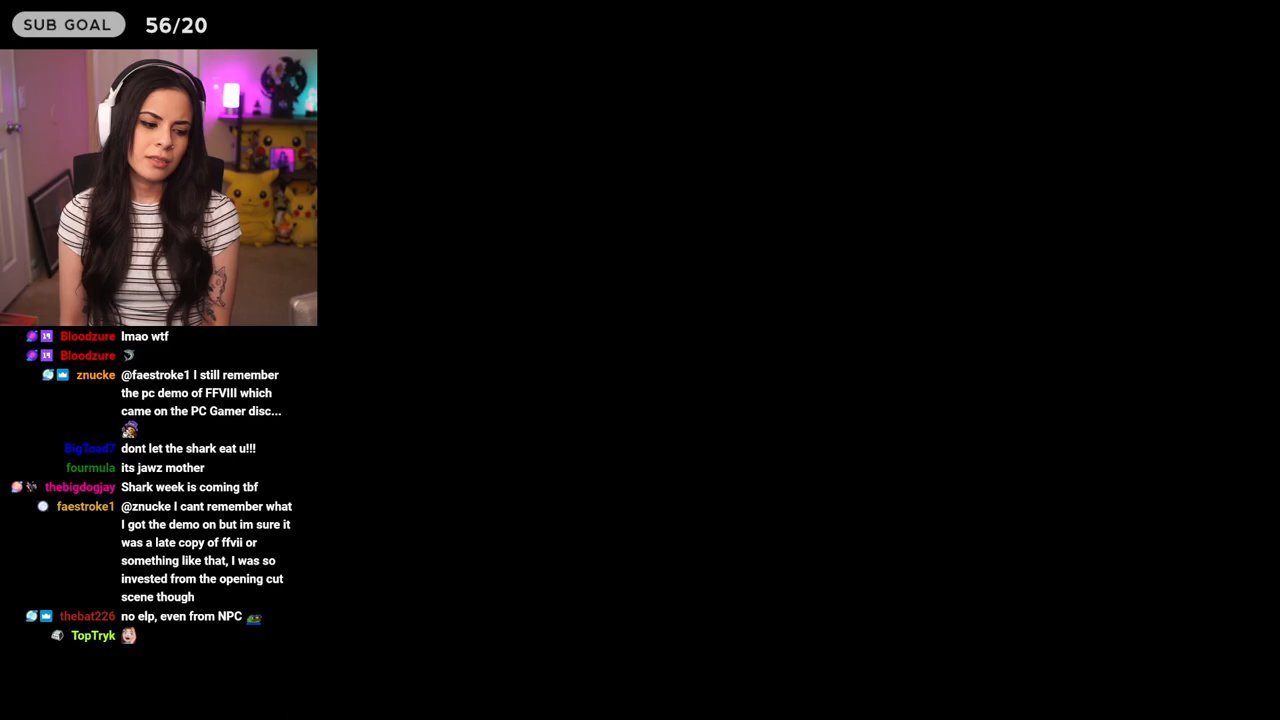 SUB GOAL 56/20
19 Bloodzure lmao wtf
19 Bloodzure
znucke @faestroke1 I still remember
the pc demo of FFVIII which
came on the PC Gamer disc...
BigToad7 dont let the shark eat u!!!
fourmula its jawz mother
thebigdogjay Shark week is coming tbf
faestroke1 @znucke I cant remember what
I got the demo on but im sure it
was a late copy of ffvii or
something like that, I was so
invested from the opening cut
scene though
thebat226 no elp, even from NPC
TopTryk